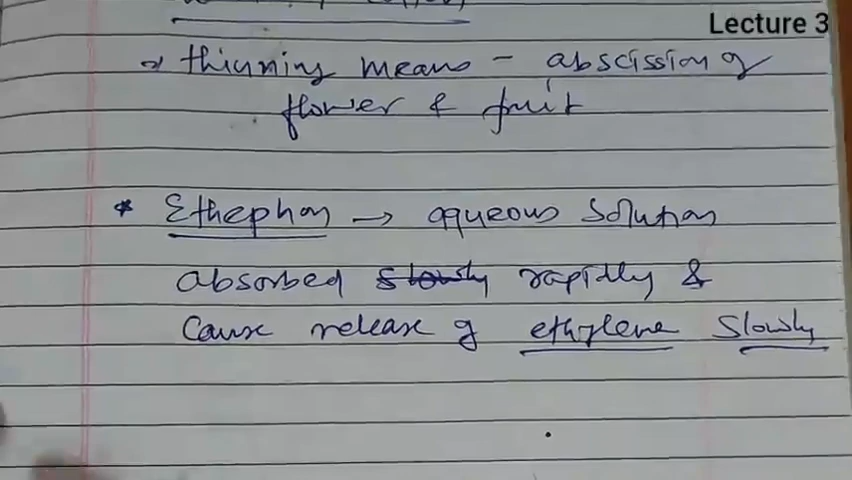 Lecture 3
→ thinning means - abscission of
flower & fruit
* Ethephon → aqueous solution
absorbed slowly rapidly &
Cause release of ethylene slowly